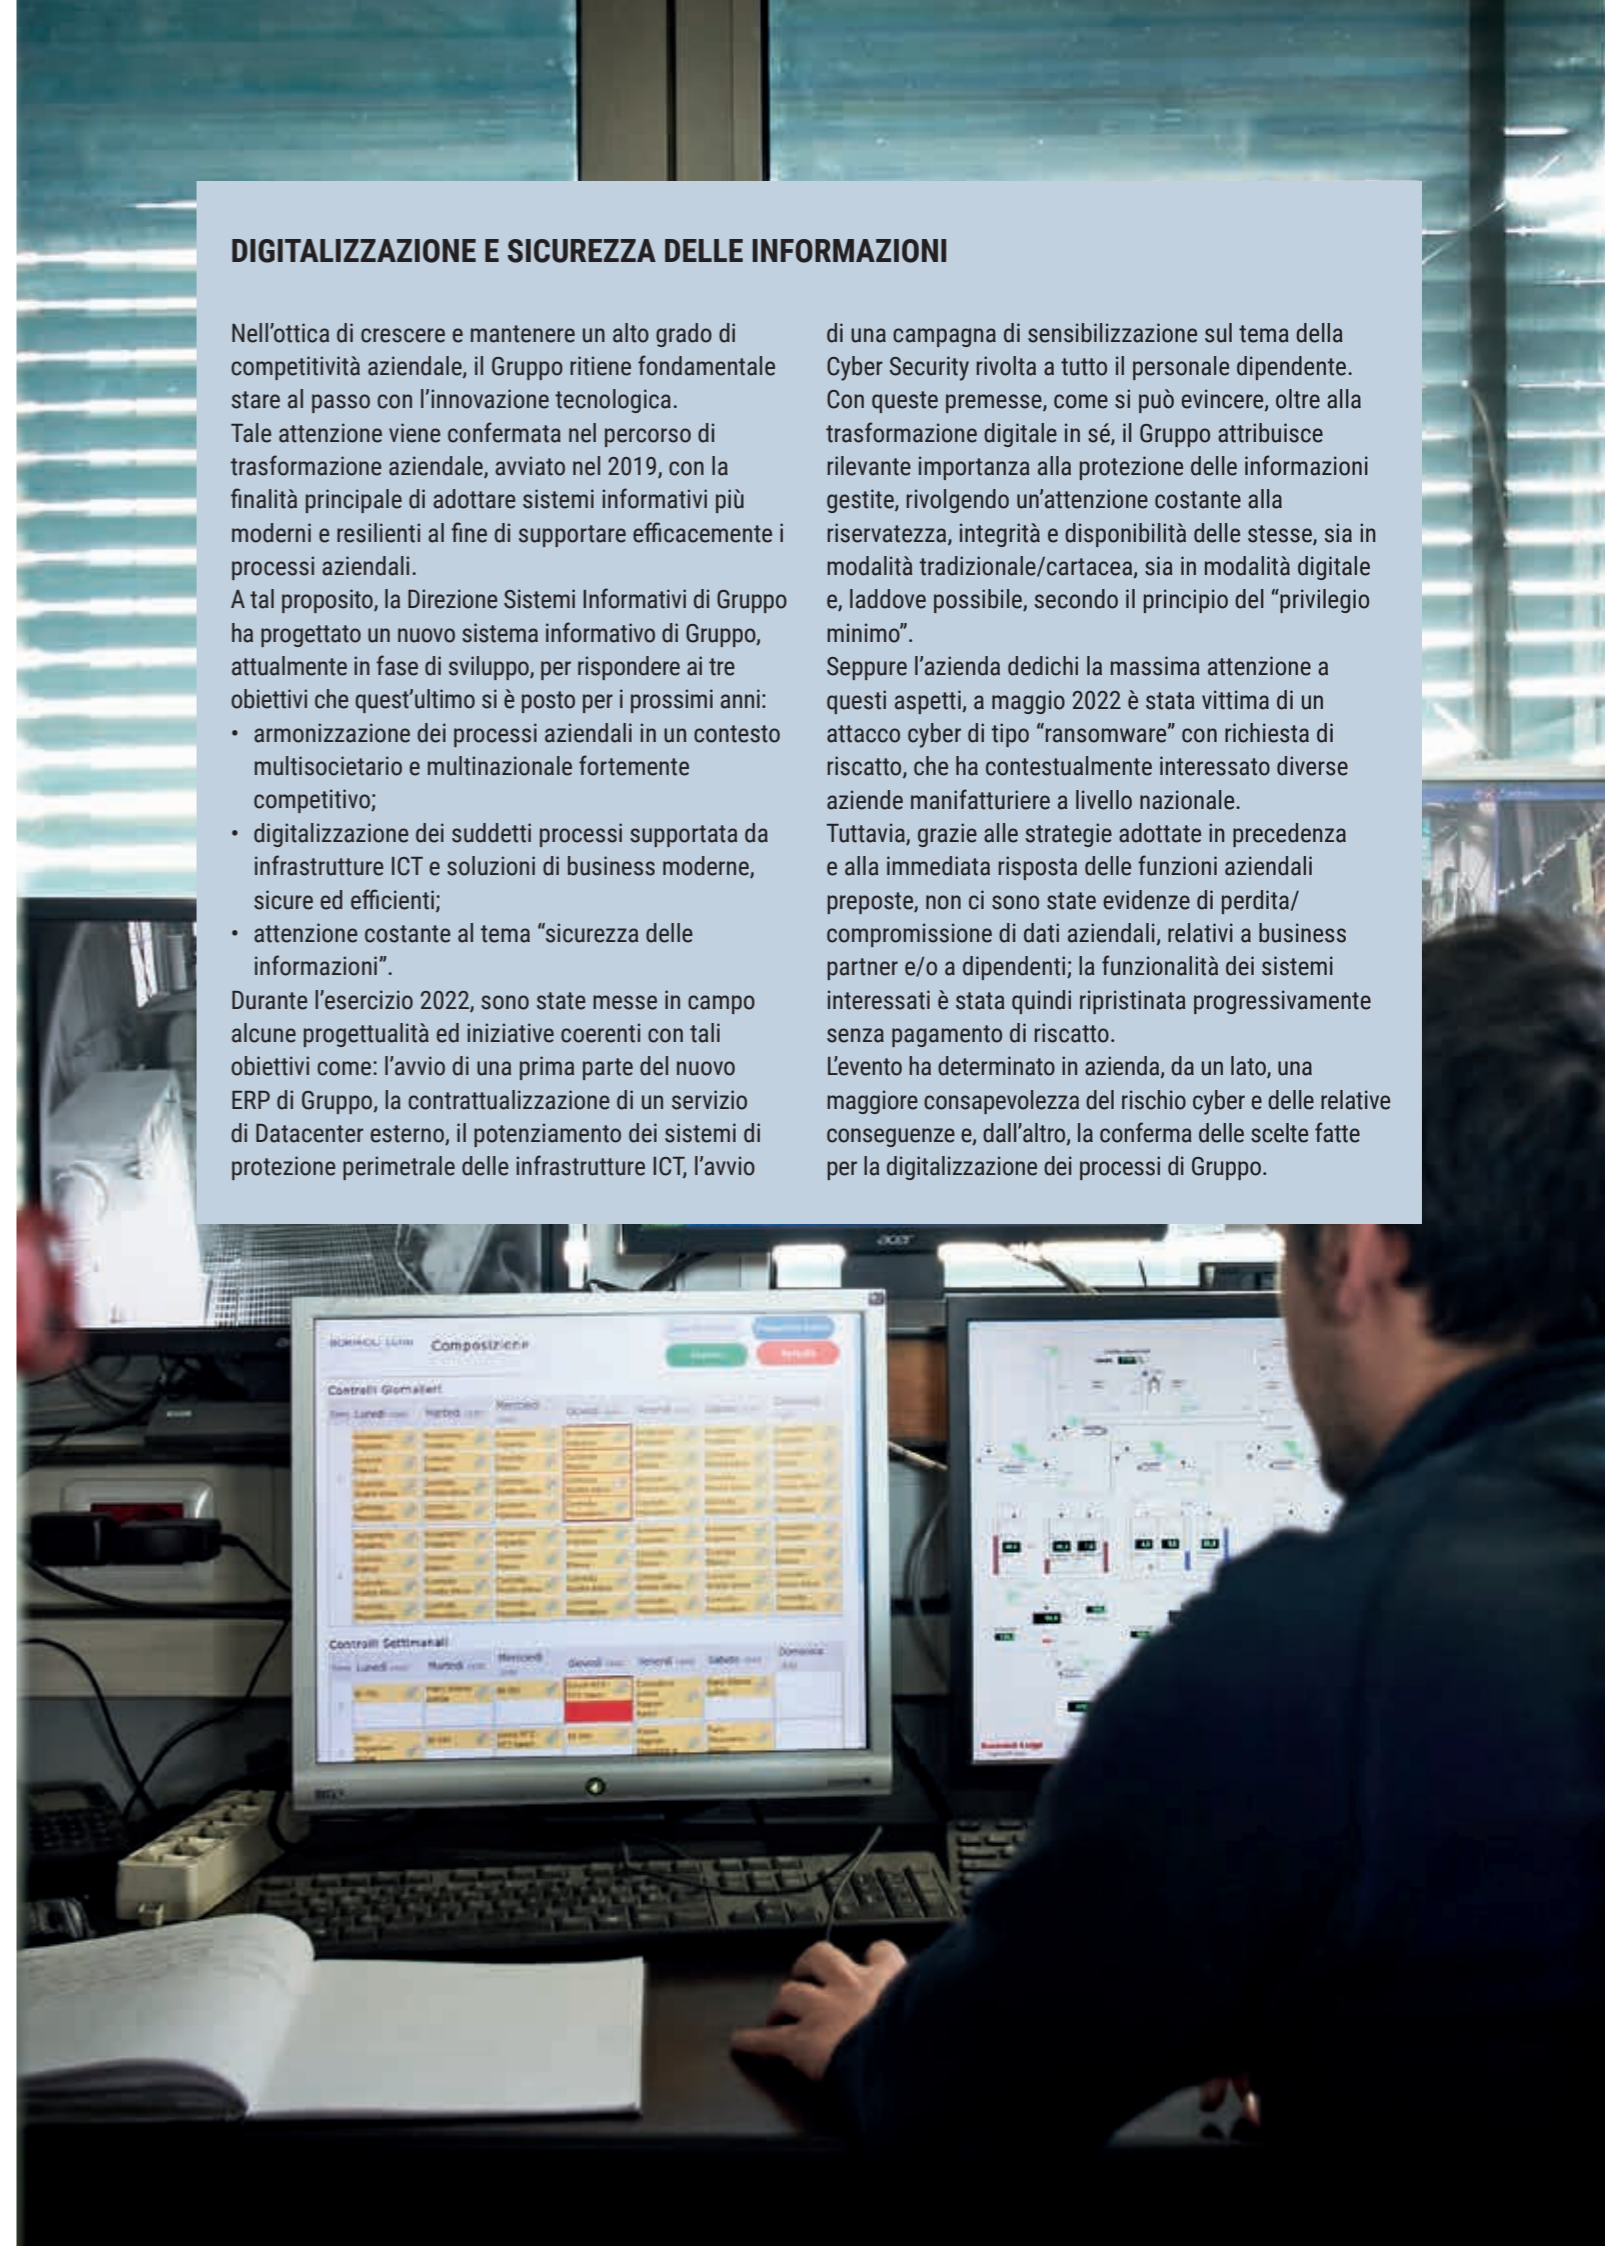 DIGITALIZZAZIONE E SICUREZZA DELLE INFORMAZIONI
Nell’ottica di crescere e mantenere un alto grado di
competitività aziendale, il Gruppo ritiene fondamentale
stare al passo con l’innovazione tecnologica.
Tale attenzione viene confermata nel percorso di
trasformazione aziendale, avviato nel 2019, con la
finalità principale di adottare sistemi informativi più
moderni e resilienti al fine di supportare efficacemente i
processi aziendali.
A tal proposito, la Direzione Sistemi Informativi di Gruppo
ha progettato un nuovo sistema informativo di Gruppo,
attualmente in fase di sviluppo, per rispondere ai tre
obiettivi che quest’ultimo si è posto per i prossimi anni:
• armonizzazione dei processi aziendali in un contesto
multisocietario e multinazionale fortemente
competitivo;
• digitalizzazione dei suddetti processi supportata da
infrastrutture ICT e soluzioni di business moderne,
sicure ed efficienti;
• attenzione costante al tema “sicurezza delle
informazioni”.
Durante l’esercizio 2022, sono state messe in campo
alcune progettualità ed iniziative coerenti con tali
obiettivi come: l’avvio di una prima parte del nuovo
ERP di Gruppo, la contrattualizzazione di un servizio
di Datacenter esterno, il potenziamento dei sistemi di
protezione perimetrale delle infrastrutture ICT, l’avvio
di una campagna di sensibilizzazione sul tema della
Cyber Security rivolta a tutto il personale dipendente.
Con queste premesse, come si può evincere, oltre alla
trasformazione digitale in sé, il Gruppo attribuisce
rilevante importanza alla protezione delle informazioni
gestite, rivolgendo un’attenzione costante alla
riservatezza, integrità e disponibilità delle stesse, sia in
modalità tradizionale/cartacea, sia in modalità digitale
e, laddove possibile, secondo il principio del “privilegio
minimo”.
Seppure l’azienda dedichi la massima attenzione a
questi aspetti, a maggio 2022 è stata vittima di un
attacco cyber di tipo “ransomware” con richiesta di
riscatto, che ha contestualmente interessato diverse
aziende manifatturiere a livello nazionale.
Tuttavia, grazie alle strategie adottate in precedenza
e alla immediata risposta delle funzioni aziendali
preposte, non ci sono state evidenze di perdita/
compromissione di dati aziendali, relativi a business
partner e/o a dipendenti; la funzionalità dei sistemi
interessati è stata quindi ripristinata progressivamente
senza pagamento di riscatto.
L’evento ha determinato in azienda, da un lato, una
maggiore consapevolezza del rischio cyber e delle relative
conseguenze e, dall’altro, la conferma delle scelte fatte
per la digitalizzazione dei processi di Gruppo.
acer
Composizione
Controlli Giornalieri
Lunedì Martedì Mercoledì Giovedì Venerdì Sabato Domenica
Controlli Settimanali
Lunedì Martedì Mercoledì Giovedì Venerdì Sabato Domenica